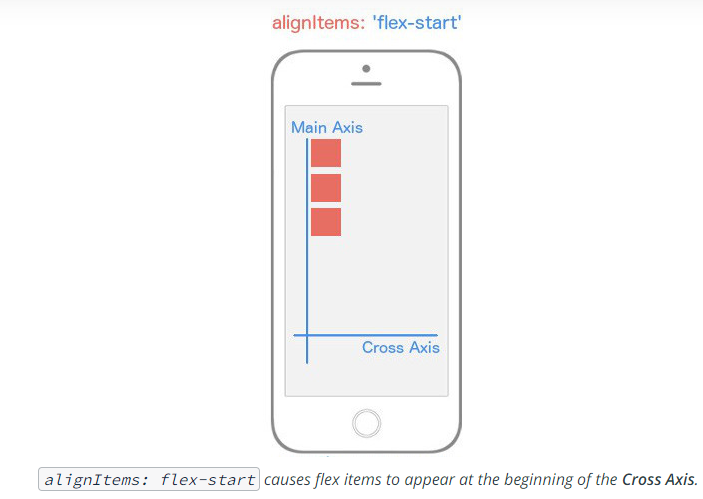 alignItems: 'flex-start'
Main Axis
Cross Axis
alignItems: flex-start causes flex items to appear at the beginning of the Cross Axis.